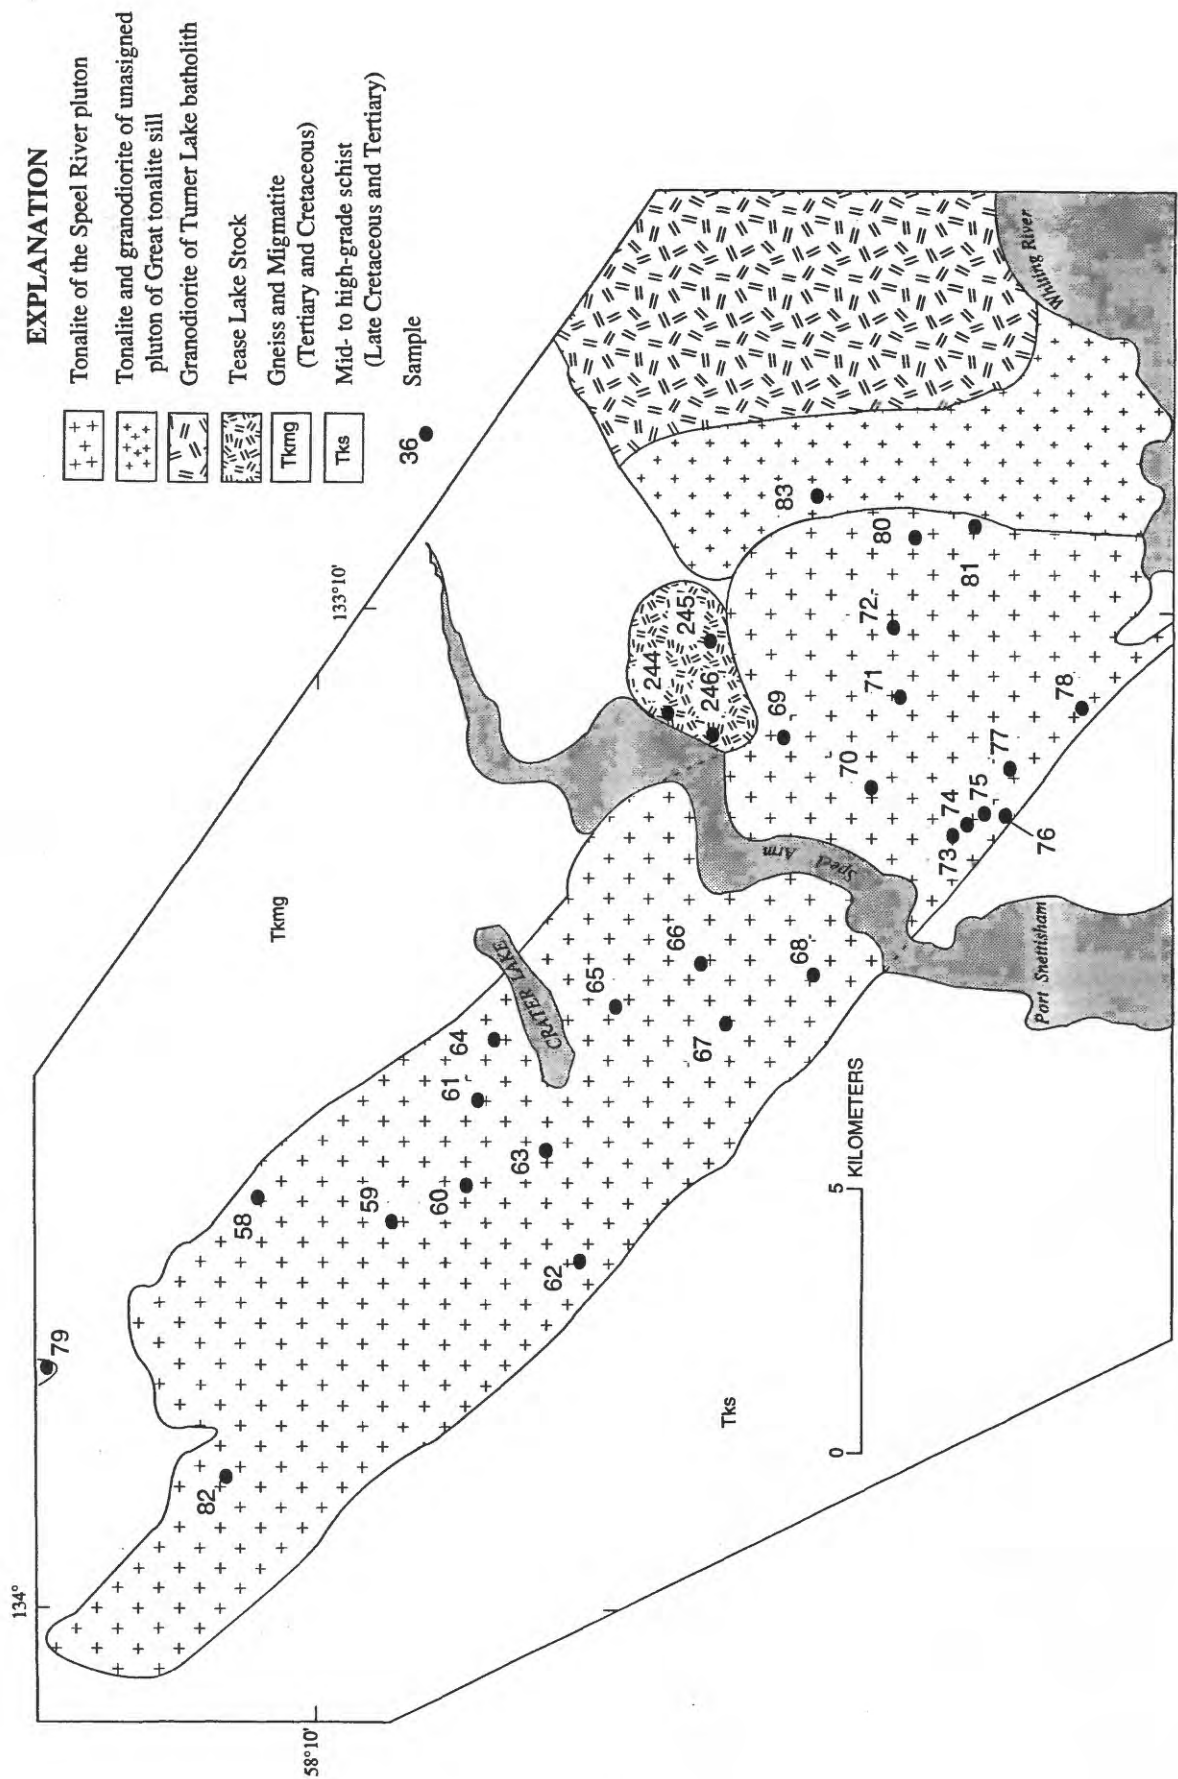 EXPLANATION
Tonalite of the Speel River pluton
Tonalite and granodiorite of unasigned
pluton of Great tonalite sill
Granodiorite of Turner Lake batholith
Tease Lake Stock
Tkmg
Gneiss and Migmatite
(Tertiary and Cretaceous)
Tks
Mid- to high-grade schist
(Late Cretaceous and Tertiary)
36
Sample
134°
133°10'
58°10'
79
82
58
59
60
61
64
63
62
65
66
67
68
Tkmg
Tks
CRATER LAKE
Speel Arm
Port Snettisham
Whiting River
244
245
246
69
70
71
72
73
74
75
76
77
78
80
81
83
0
5
KILOMETERS